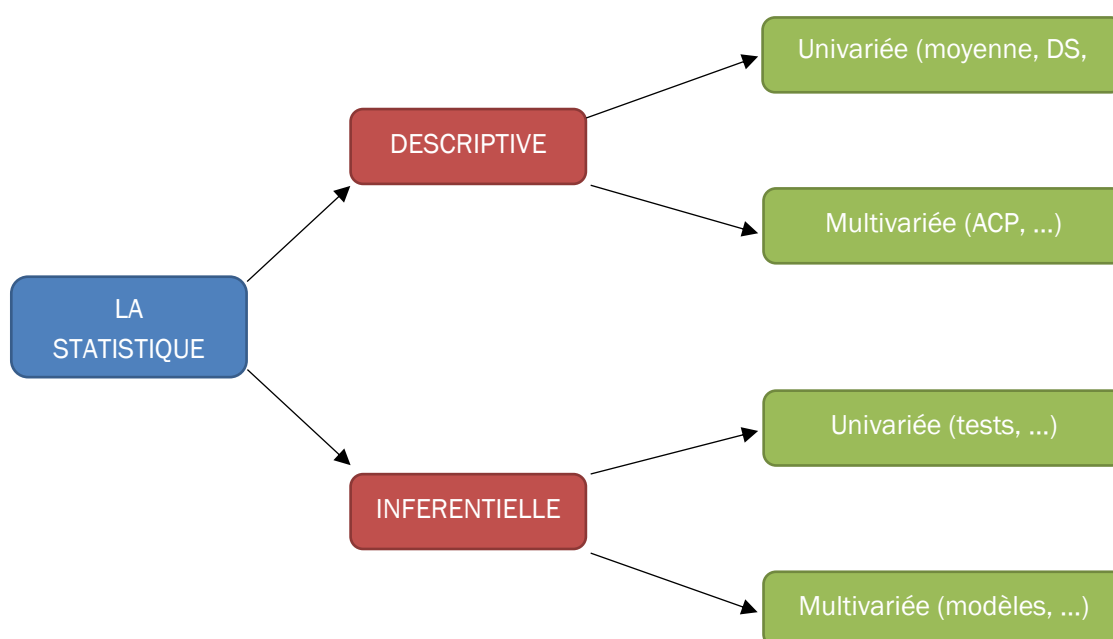 Univariée (moyenne, DS,
DESCRIPTIVE
Multivariée (ACP, ...)
LA
STATISTIQUE
Univariée (tests, ...)
INFERENTIELLE
Multivariée (modèles, ...)